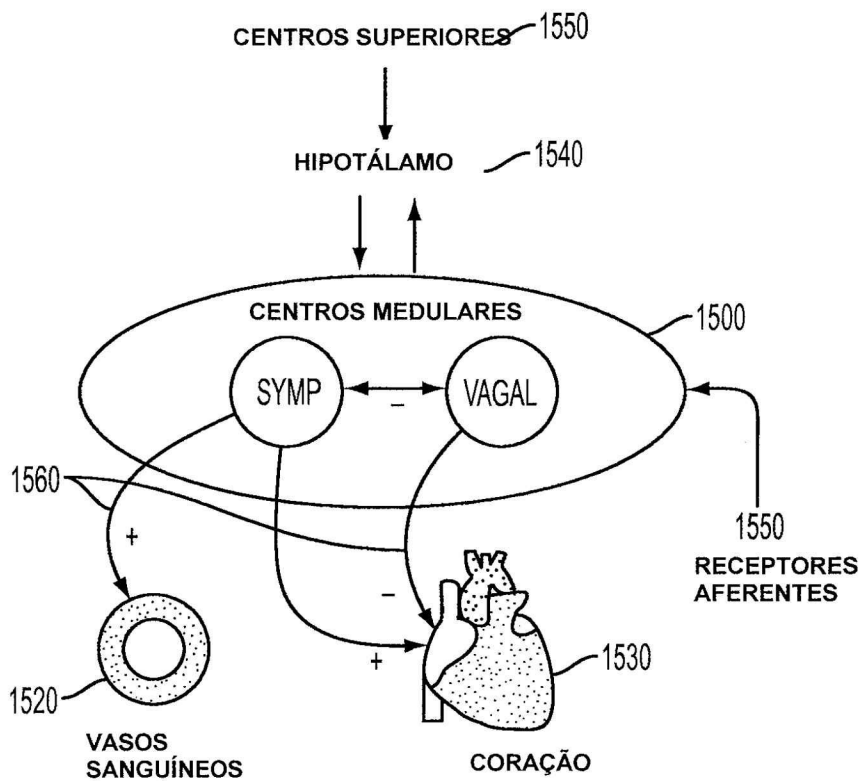 CENTROS SUPERIORES 1550
HIPOTÁLAMO 1540
CENTROS MEDULARES
1500
SYMP
–
VAGAL
1560
+
–
+
1550
RECEPTORES
AFERENTES
1520
1530
VASOS
SANGUÍNEOS
CORAÇÃO